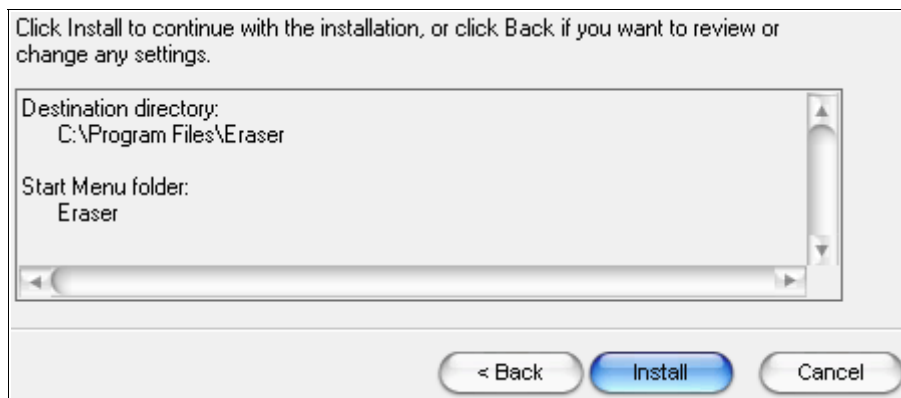 Click Install to continue with the installation, or click Back if you want to review or
change any settings.
Destination directory:
C:\Program Files\Eraser
Start Menu folder:
Eraser
< Back
Install
Cancel